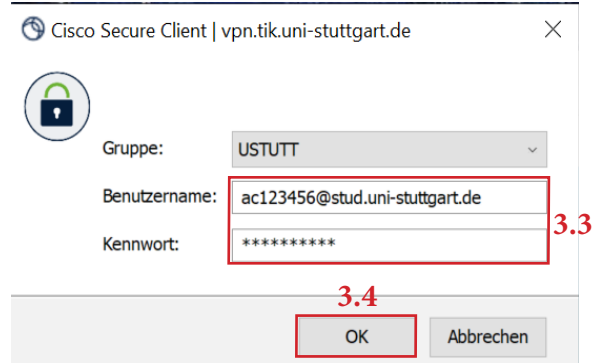 Cisco Secure Client | vpn.tik.uni-stuttgart.de
Gruppe: USTUTT
Benutzername: ac123456@stud.uni-stuttgart.de
3.3
Kennwort: **********
3.4
OK Abbrechen